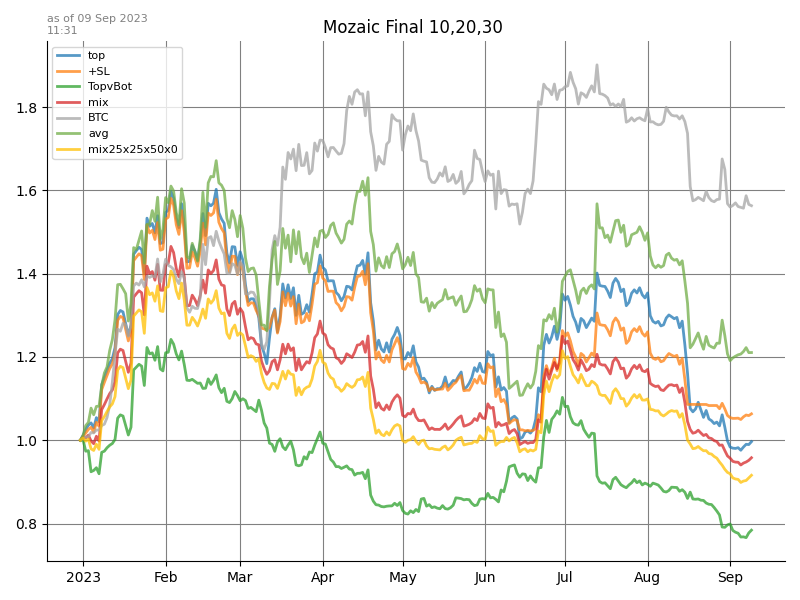 as of 09 Sep 2023
11:31
Mozaic Final 10,20,30
top
+SL
TopvBot
mix
BTC
avg
mix25x25x50x0
1.8
1.6
1.4
1.2
1.0
0.8
2023 Feb Mar Apr May Jun Jul Aug Sep